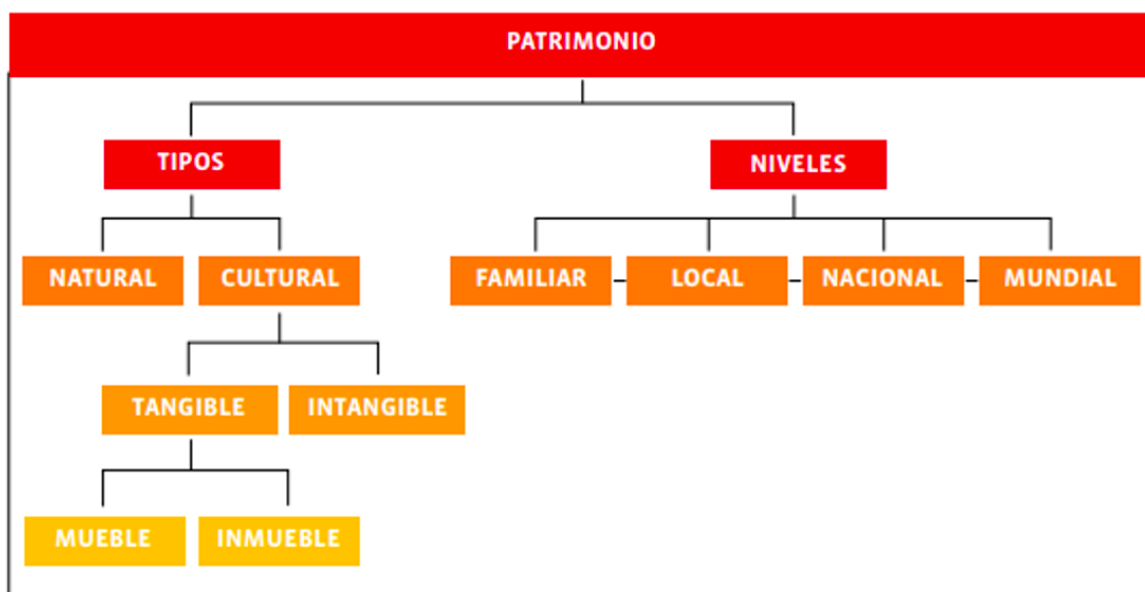 PATRIMONIO
TIPOS
NIVELES
NATURAL
CULTURAL
FAMILIAR
LOCAL
NACIONAL
MUNDIAL
TANGIBLE
INTANGIBLE
MUEBLE
INMUEBLE